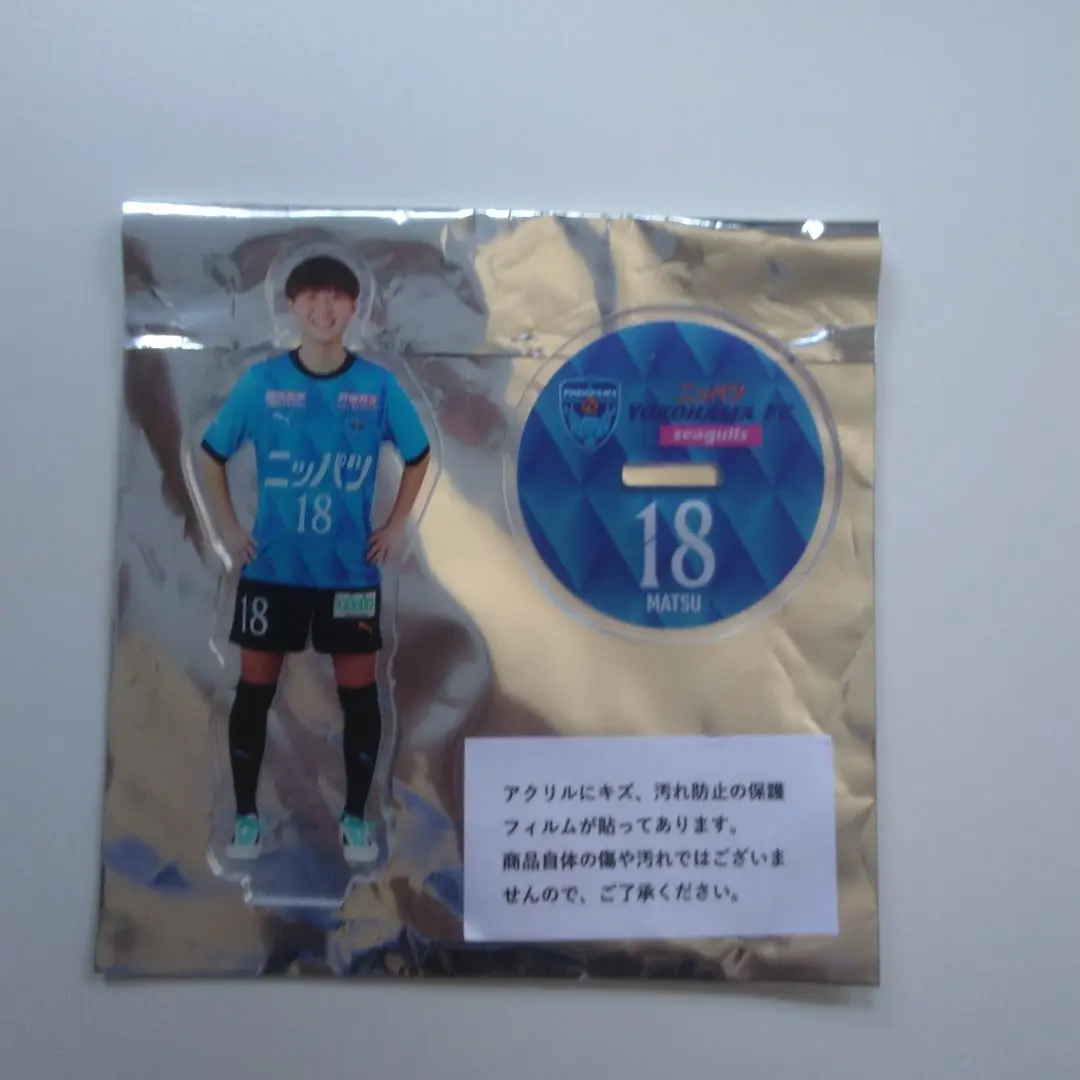 ニッパツ
18
18
YOKOHAMA
ニッパツ
YOKOHAMA FC
seagulls
18
MATSU
アクリルにキズ、汚れ防止の保護
フィルムが貼ってあります。
商品自体の傷や汚れではございま
せんので、ご了承ください。